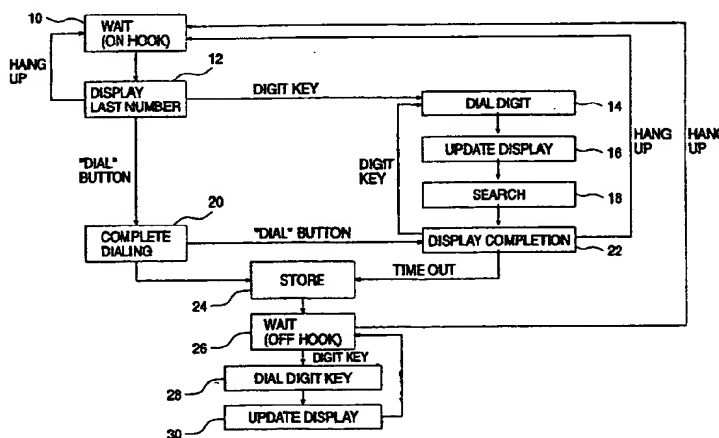 10
WAIT
(ON HOOK)
HANG
UP
12
DISPLAY
LAST NUMBER
DIGIT KEY
DIAL DIGIT
14
HANG
UP
HANG
UP
"DIAL"
BUTTON
DIGIT
KEY
UPDATE DISPLAY
16
SEARCH
18
20
COMPLETE
DIALING
"DIAL" BUTTON
DISPLAY COMPLETION
22
TIME OUT
STORE
24
WAIT
(OFF HOOK)
26
DIGIT KEY
DIAL DIGIT KEY
28
UPDATE DISPLAY
30